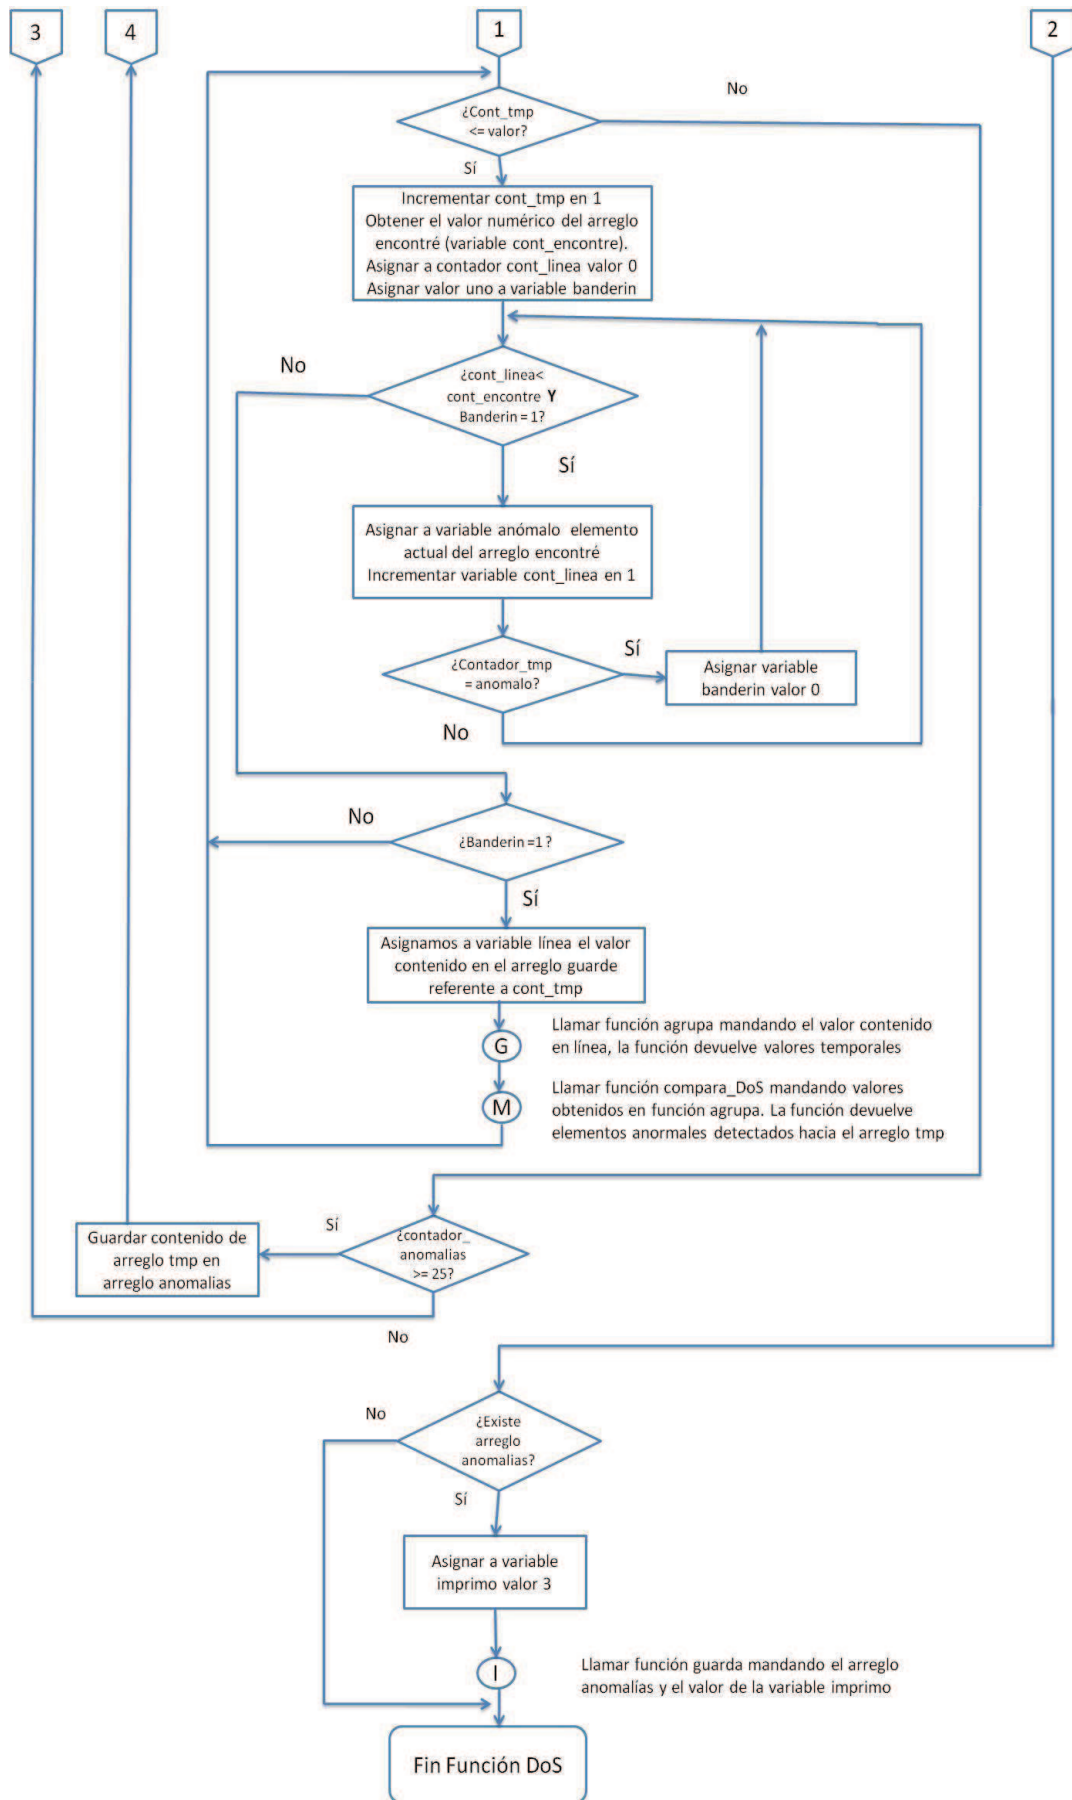 3
4
1
2
¿Cont_tmp
<= valor?
No
Sí
Incrementar cont_tmp en 1
Obtener el valor numérico del arreglo
encontré (variable cont_encontre).
Asignar a contador cont_linea valor 0
Asignar valor uno a variable banderin
No
¿cont_linea<
cont_encontre Y
Banderin = 1?
Sí
Asignar a variable anómalo elemento
actual del arreglo encontré
Incrementar variable cont_linea en 1
¿Contador_tmp
= anomalo?
Sí
Asignar variable
banderin valor 0
No
No
¿Banderin =1?
Sí
Asignamos a variable línea el valor
contenido en el arreglo guarde
referente a cont_tmp
G
Llamar función agrupa mandando el valor contenido
en línea, la función devuelve valores temporales
M
Llamar función compara_DoS mandando valores
obtenidos en función agrupa. La función devuelve
elementos anormales detectados hacia el arreglo tmp
Sí
¿contador_
anomalias
>= 25?
Guardar contenido de
arreglo tmp en
arreglo anomalias
No
No
¿Existe
arreglo
anomalias?
Sí
Asignar a variable
imprimo valor 3
I
Llamar función guarda mandando el arreglo
anomalías y el valor de la variable imprimo
Fin Función DoS